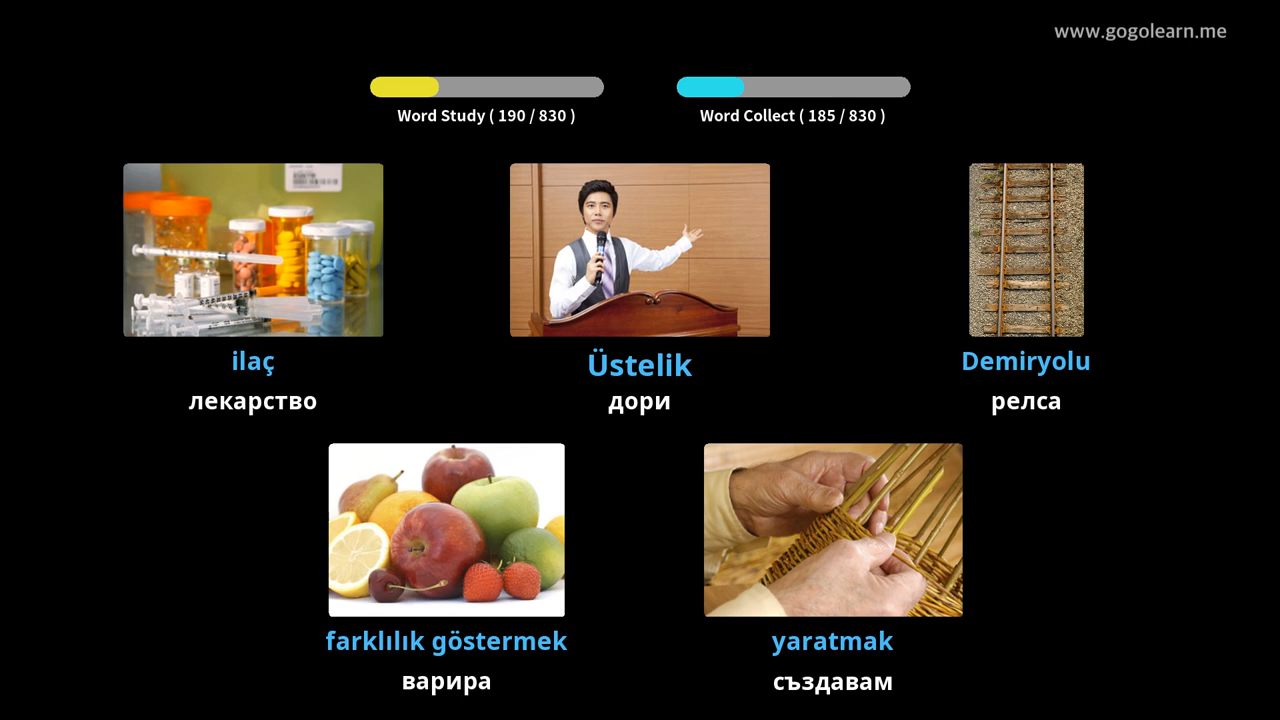 www.gogolearn.me
Word Study ( 190 / 830 )
Word Collect ( 185 / 830 )
ilaç
лекарство
Üstelik
дори
Demiryolu
релса
farklılık göstermek
варира
yaratmak
създавам